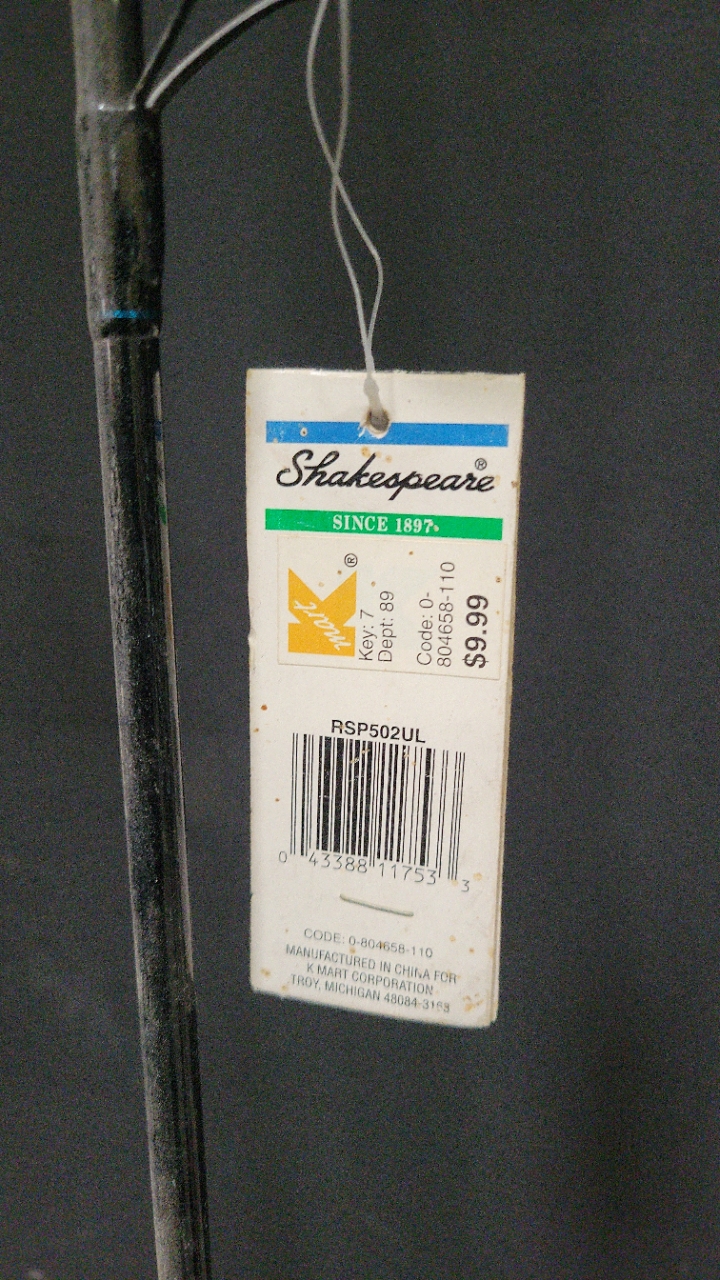 Shakespeare®
SINCE 1897
Kmart®
Key: 7
Dept: 89
Code: 0-
804658-110
$9.99
RSP502UL
0 43388 11753 3
CODE: 0-804658-110
MANUFACTURED IN CHINA FOR
K MART CORPORATION
TROY, MICHIGAN 48084-3163